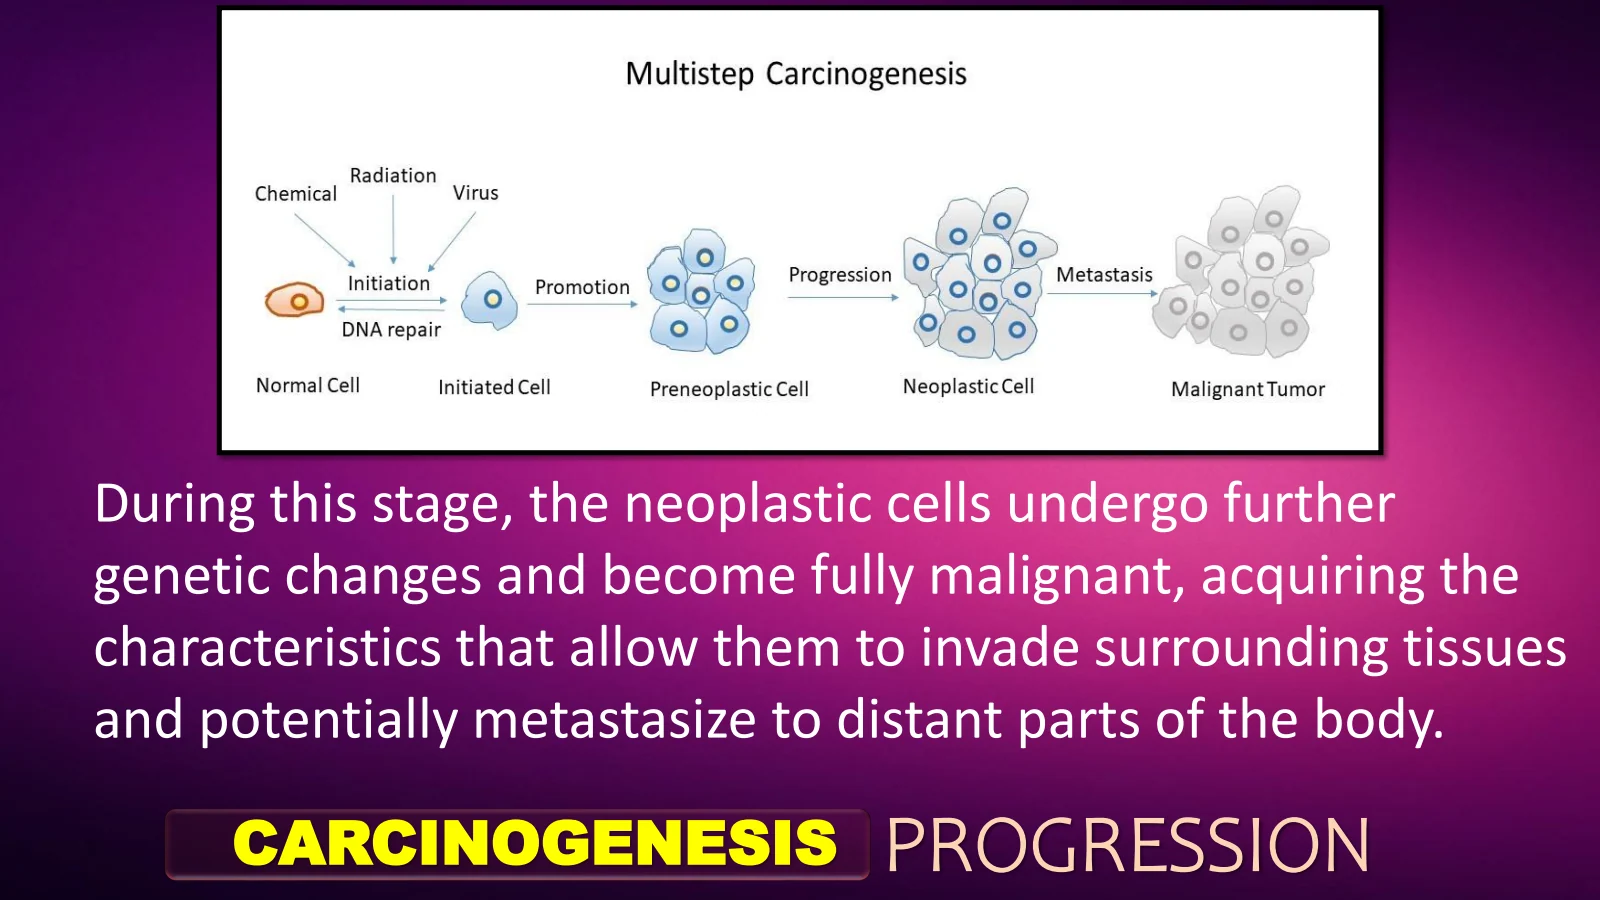 Multistep Carcinogenesis
Chemical
Radiation
Virus
Initiation
DNA repair
Promotion
Progression
Metastasis
Normal Cell
Initiated Cell
Preneoplastic Cell
Neoplastic Cell
Malignant Tumor
During this stage, the neoplastic cells undergo further
genetic changes and become fully malignant, acquiring the
characteristics that allow them to invade surrounding tissues
and potentially metastasize to distant parts of the body.
CARCINOGENESIS PROGRESSION